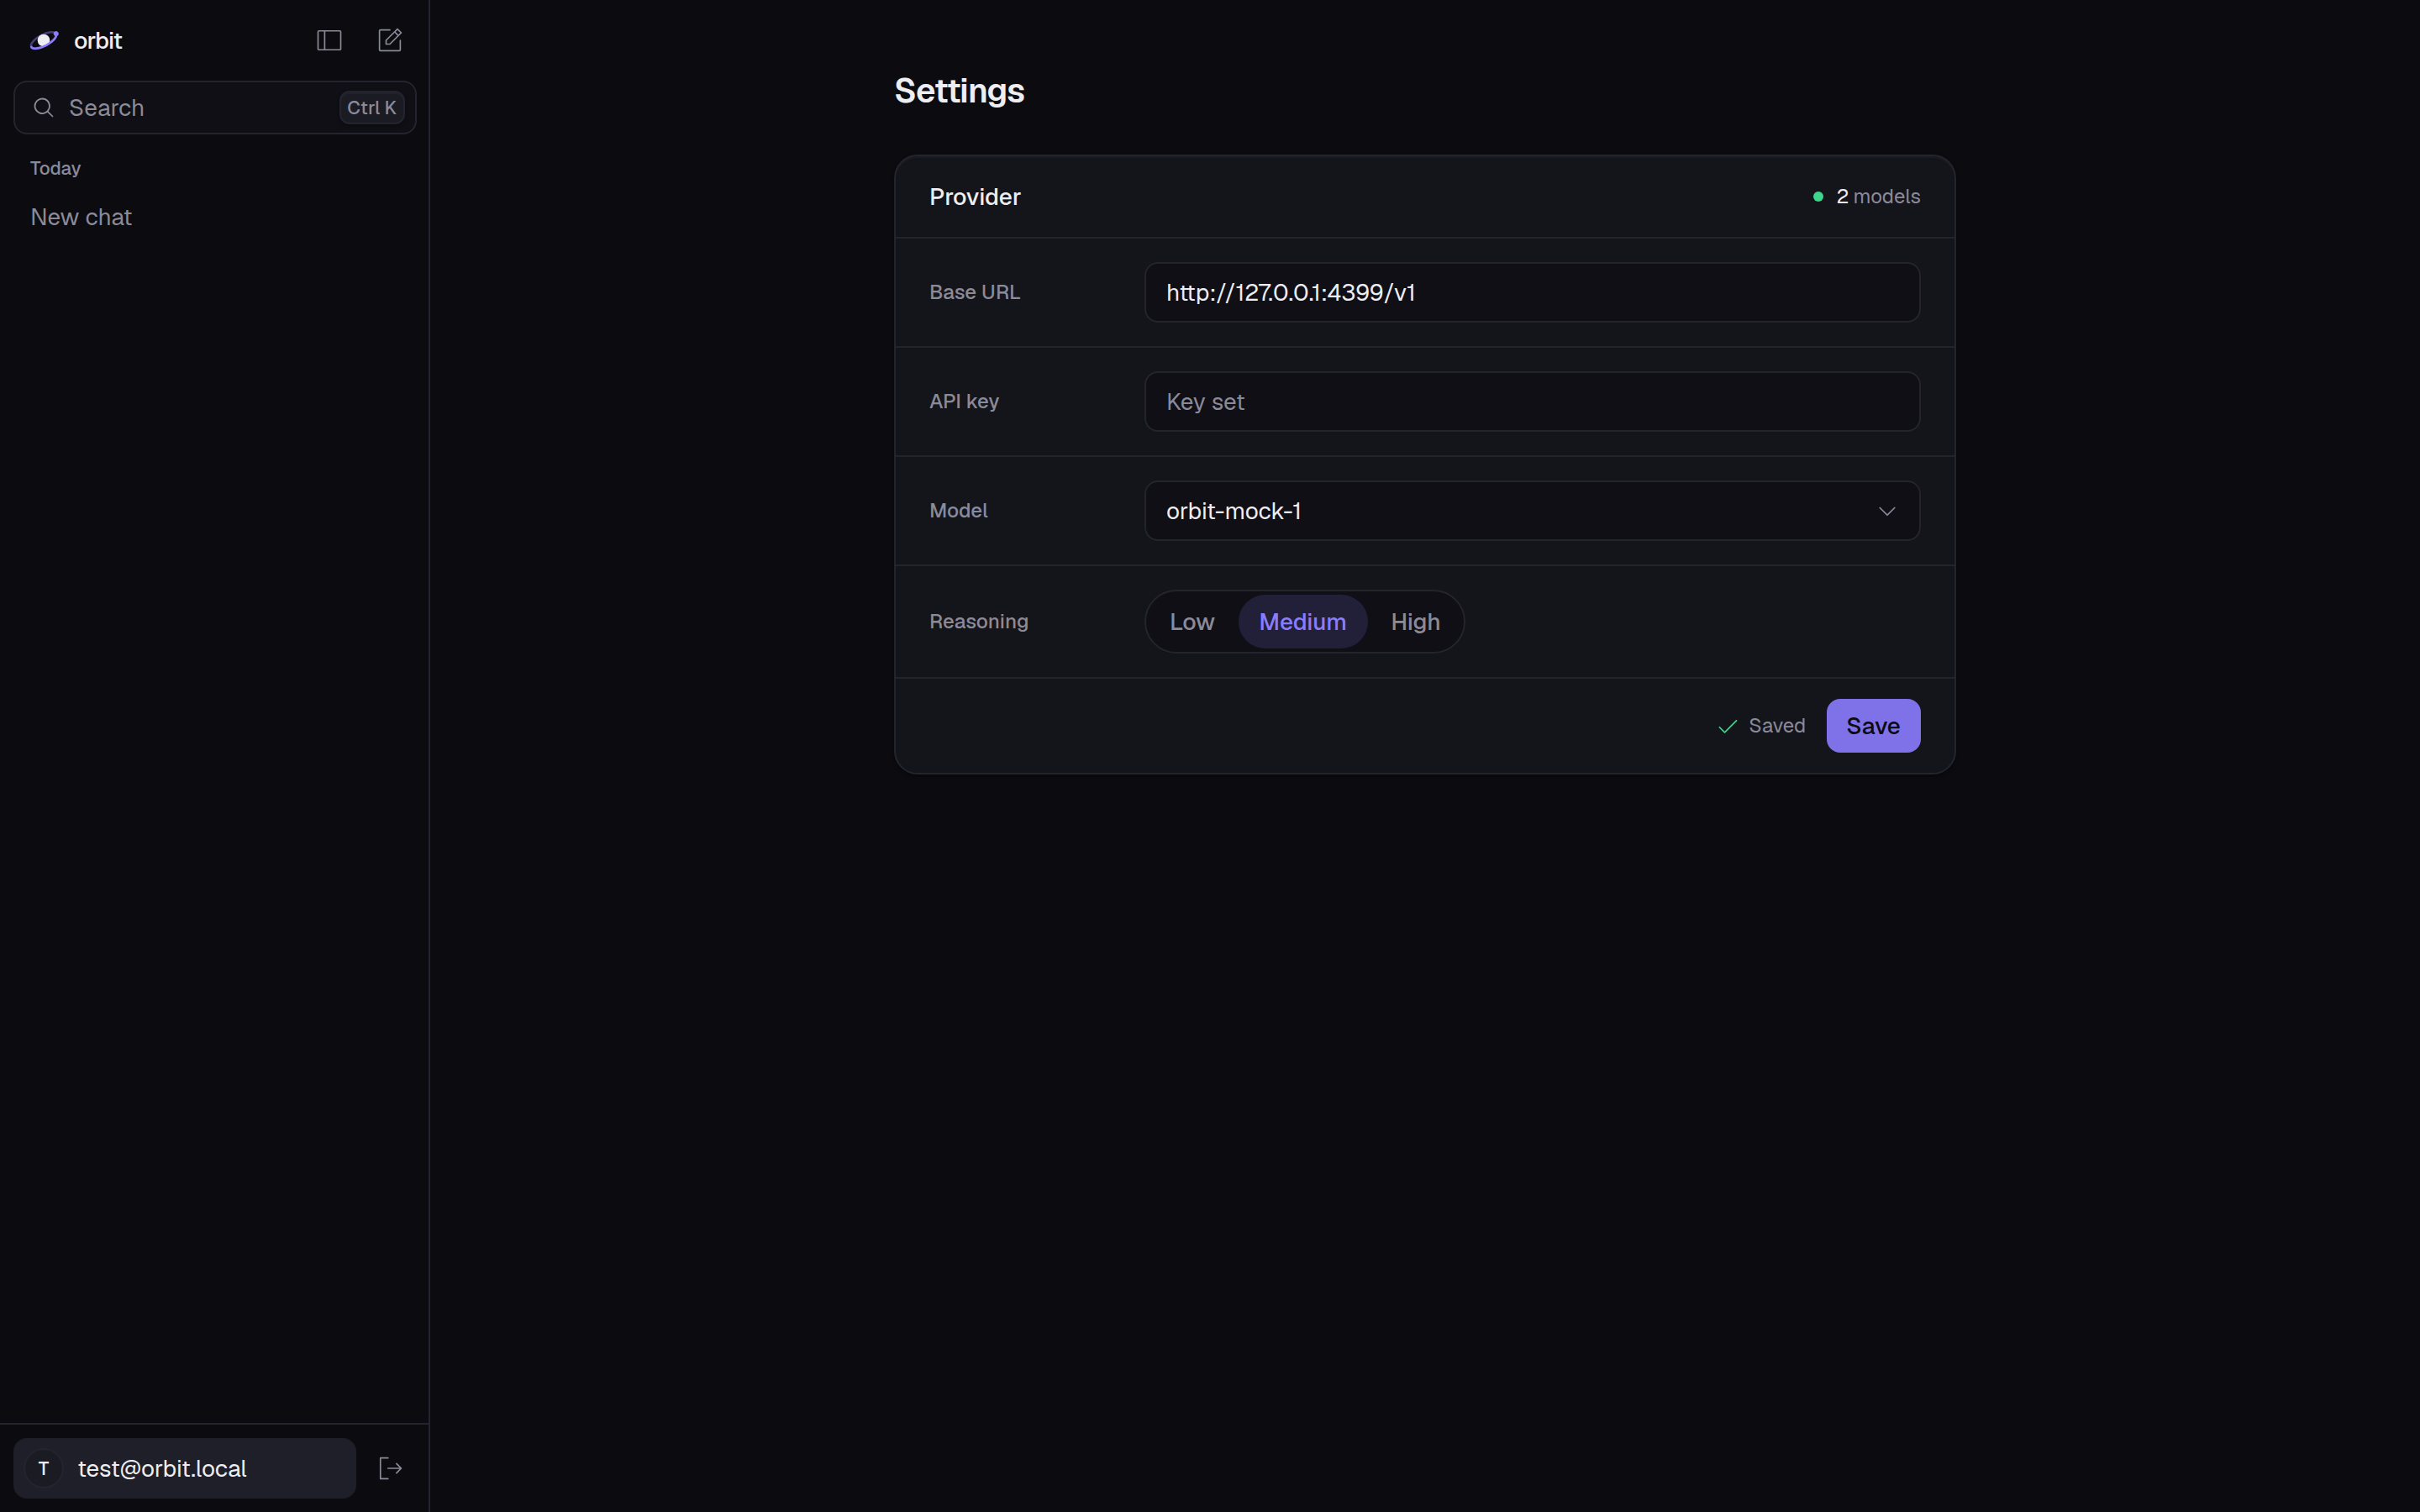 orbit
Search
Ctrl K
Today
New chat
T
test@orbit.local
Settings
Provider
2 models
Base URL
http://127.0.0.1:4399/v1
API key
Key set
Model
orbit-mock-1
Reasoning
Low
Medium
High
Saved
Save